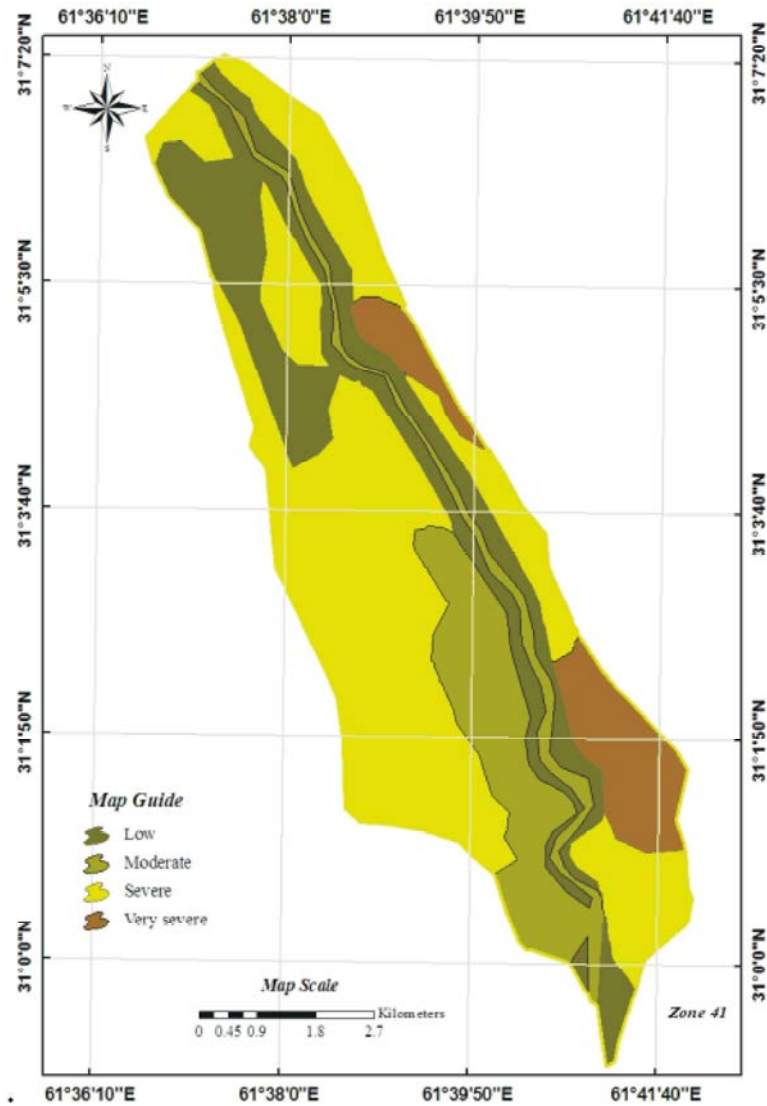 61°36'10"E 61°38'0"E 61°39'50"E 61°41'40"E
31°7'20"N 31°7'20"N
N
W E
S
31°5'30"N 31°5'30"N
31°3'40"N 31°3'40"N
31°1'50"N 31°1'50"N
Map Guide
Low
Moderate
Severe
Very severe
31°0'0"N 31°0'0"N
Map Scale
Kilometers
0 0.45 0.9 1.8 2.7
Zone 41
61°36'10"E 61°38'0"E 61°39'50"E 61°41'40"E